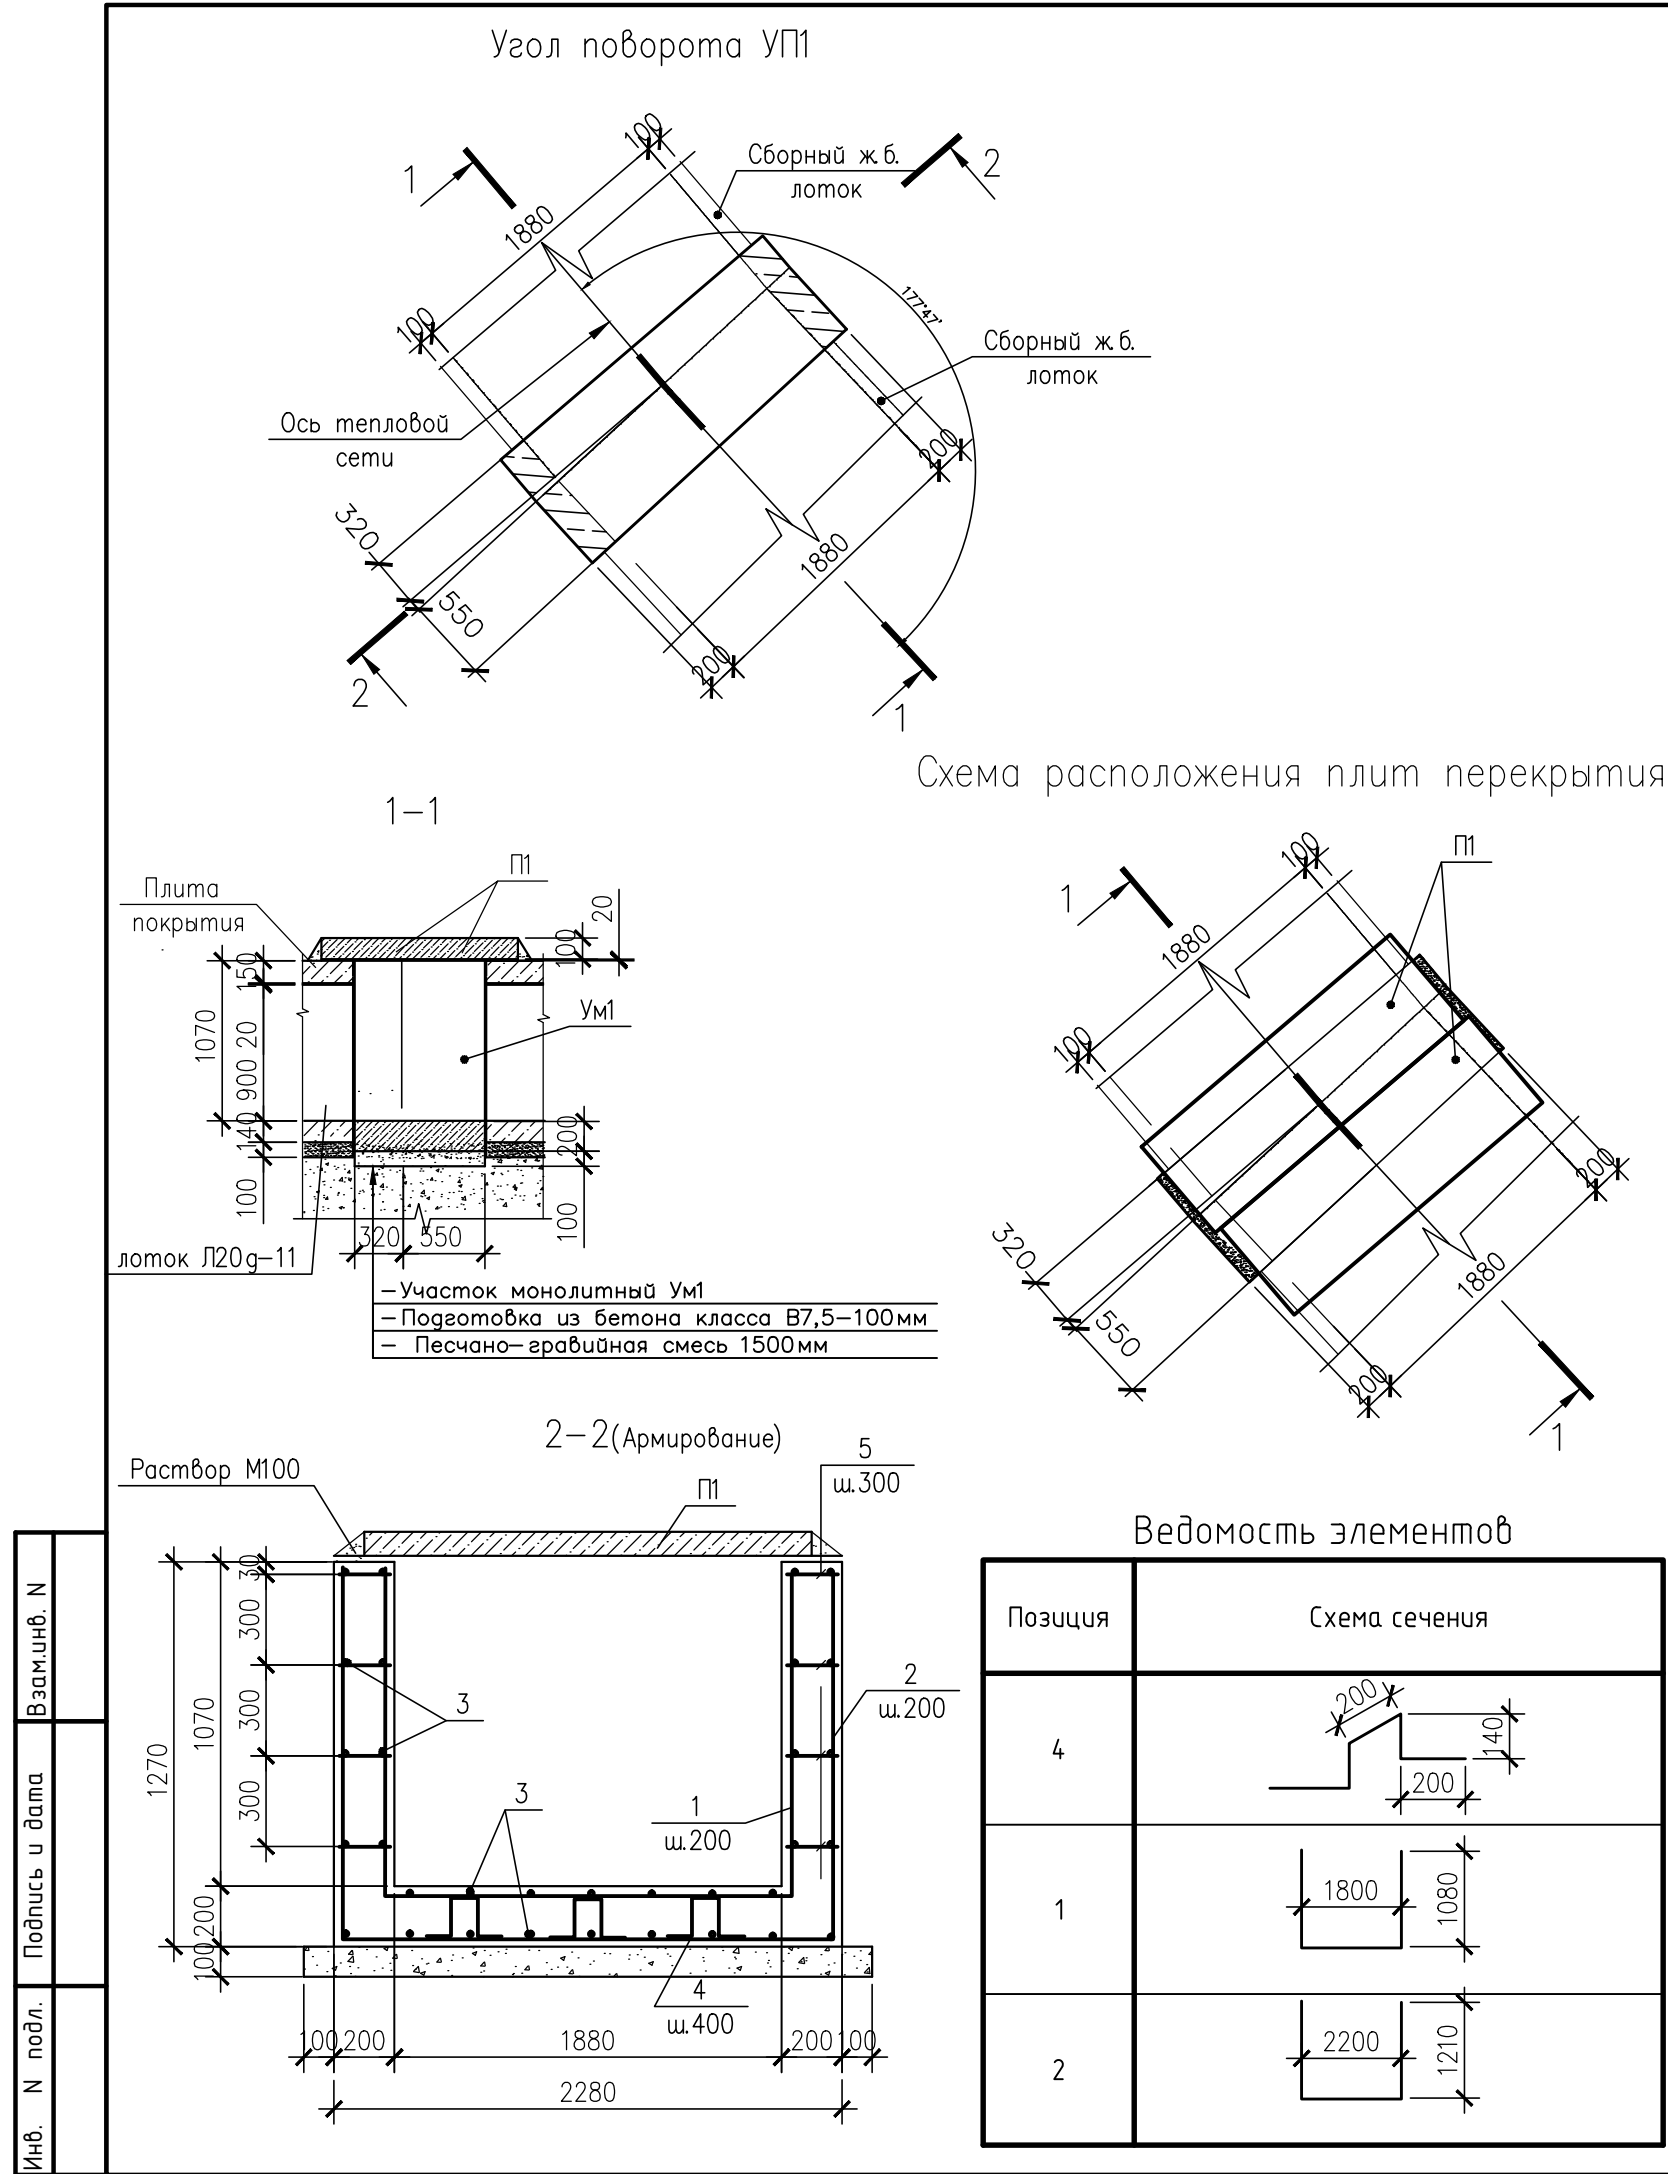 Угол поворота УП1
100
Сборный ж.б.
лоток
1
2
1880
177°47'
100
Сборный ж.б.
лоток
Ось тепловой
сети
200
320
1880
550
200
2
1
Схема расположения плит перекрытия
1
П1
100
1880
100
200
320
1880
550
200
1
1-1
П1
Плита
покрытия
20
100
150
Ум1
1070
20
900
140
200
100
100
320
550
лоток Л20д-11
-Участок монолитный Ум1
-Подготовка из бетона класса В7,5-100мм
- Песчано-гравийная смесь 1500мм
2-2(Армирование)
5
ш.300
Раствор М100
П1
30
300
300
300
1070
1270
200
100
3
2
ш.200
3
1
ш.200
4
ш.400
100
200
1880
200
100
2280
Ведомость элементов
Позиция
Схема сечения
4
200
140
200
1
1800
1080
2
2200
1210
Взам.инв. N
Подпись и дата
Инв. N подл.